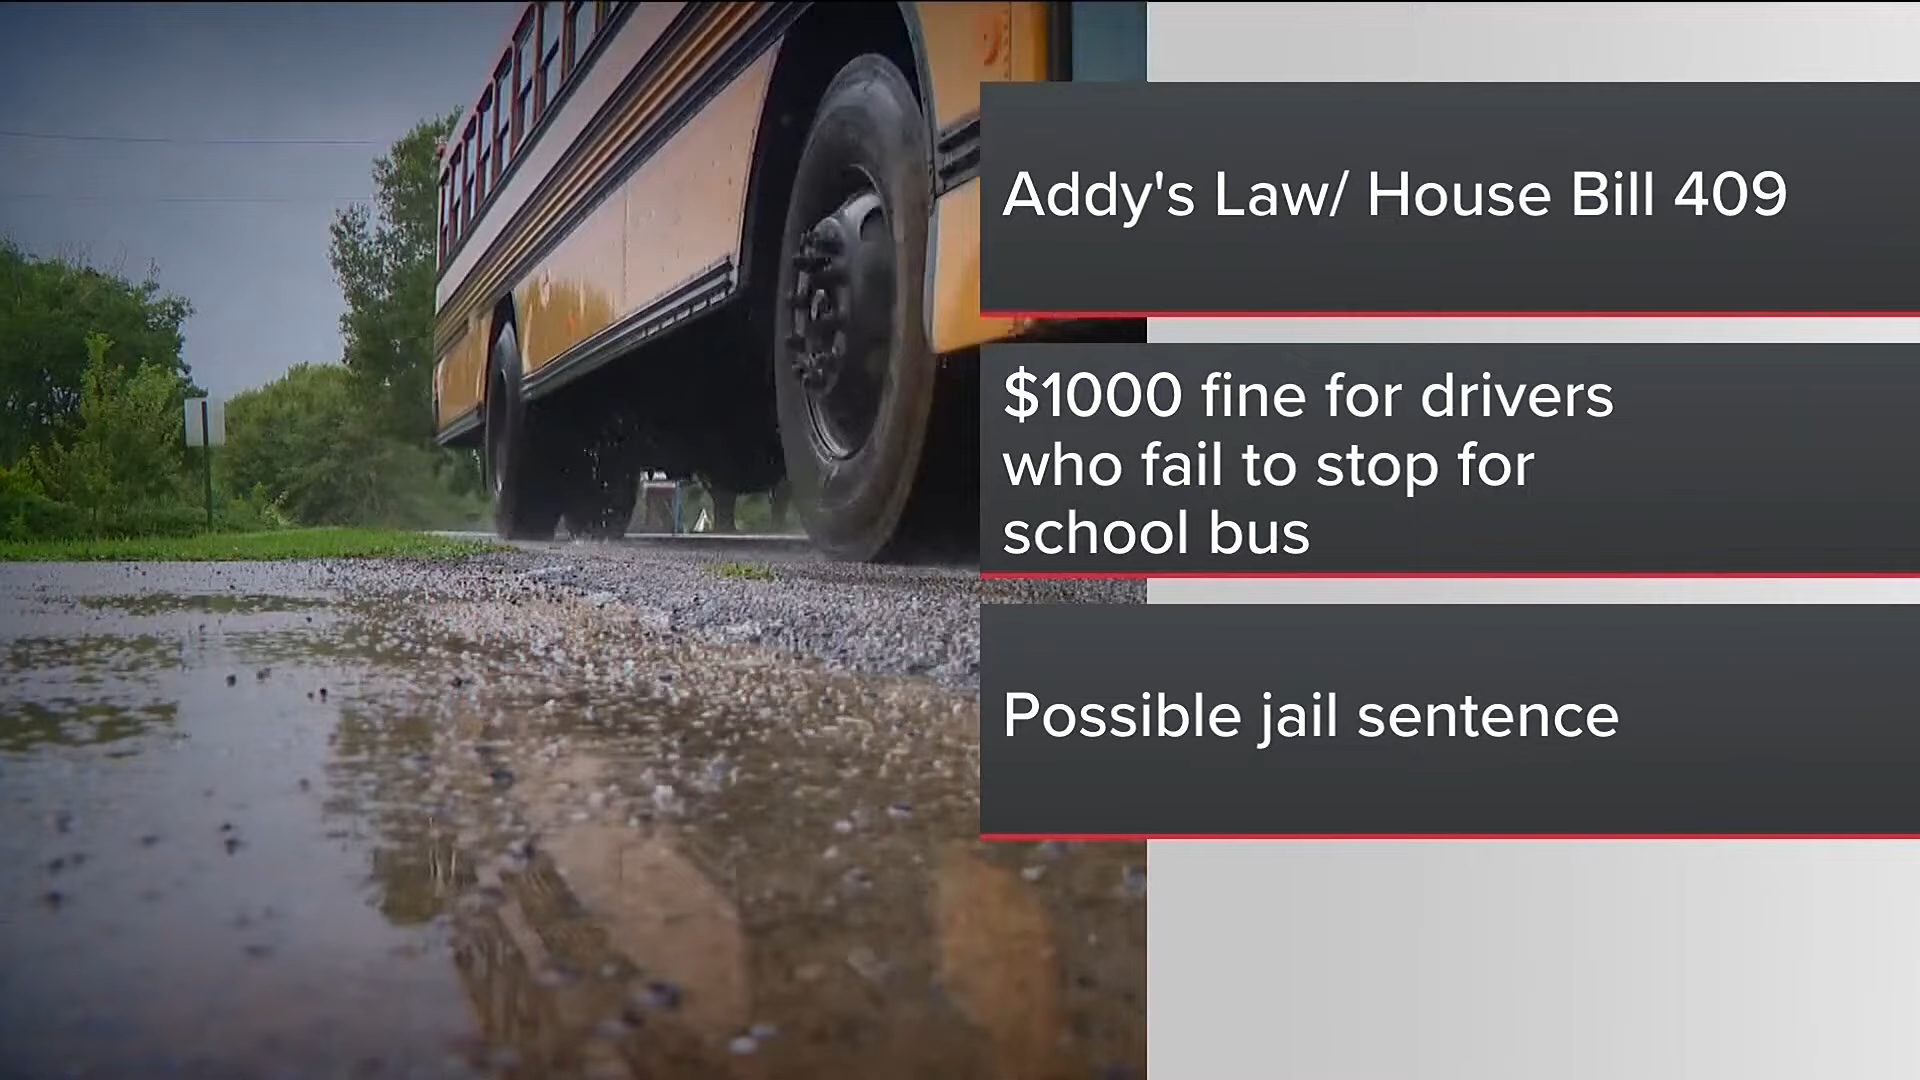 Addy's Law/ House Bill 409
$1000 fine for drivers
who fail to stop for
school bus
Possible jail sentence